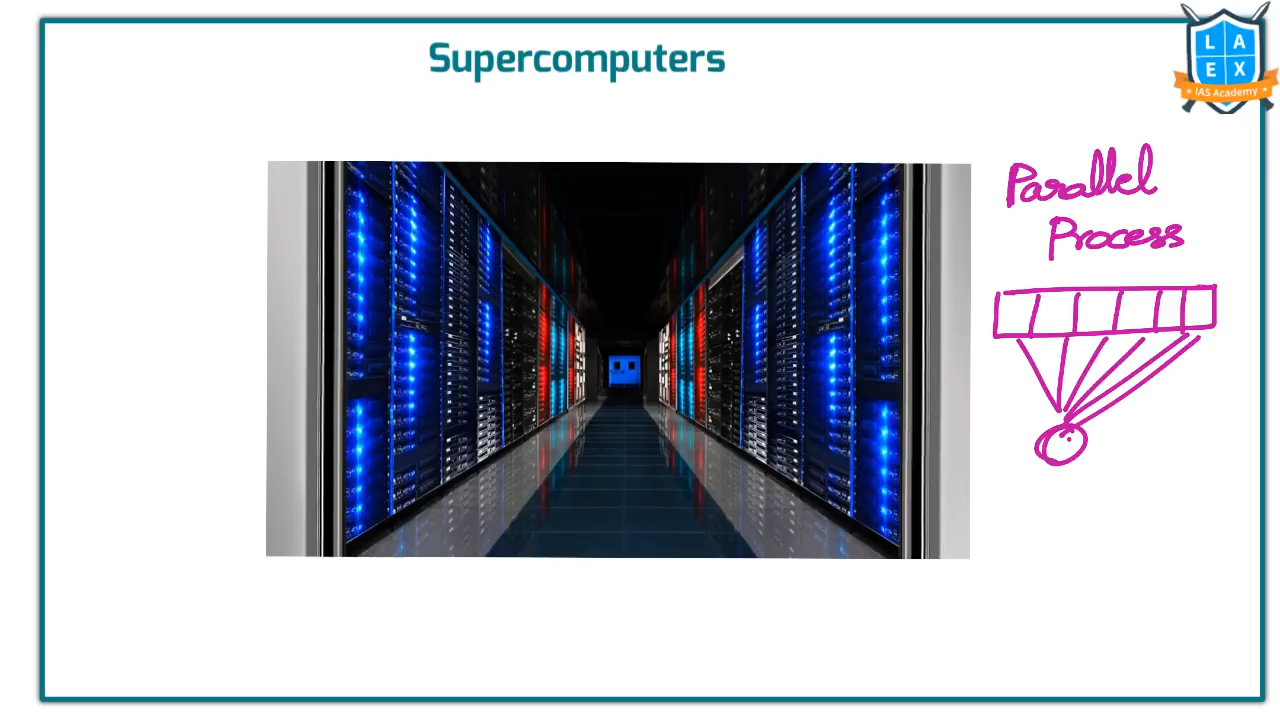 Supercomputers
L A
E X
IAS Academy
Parallel
Process